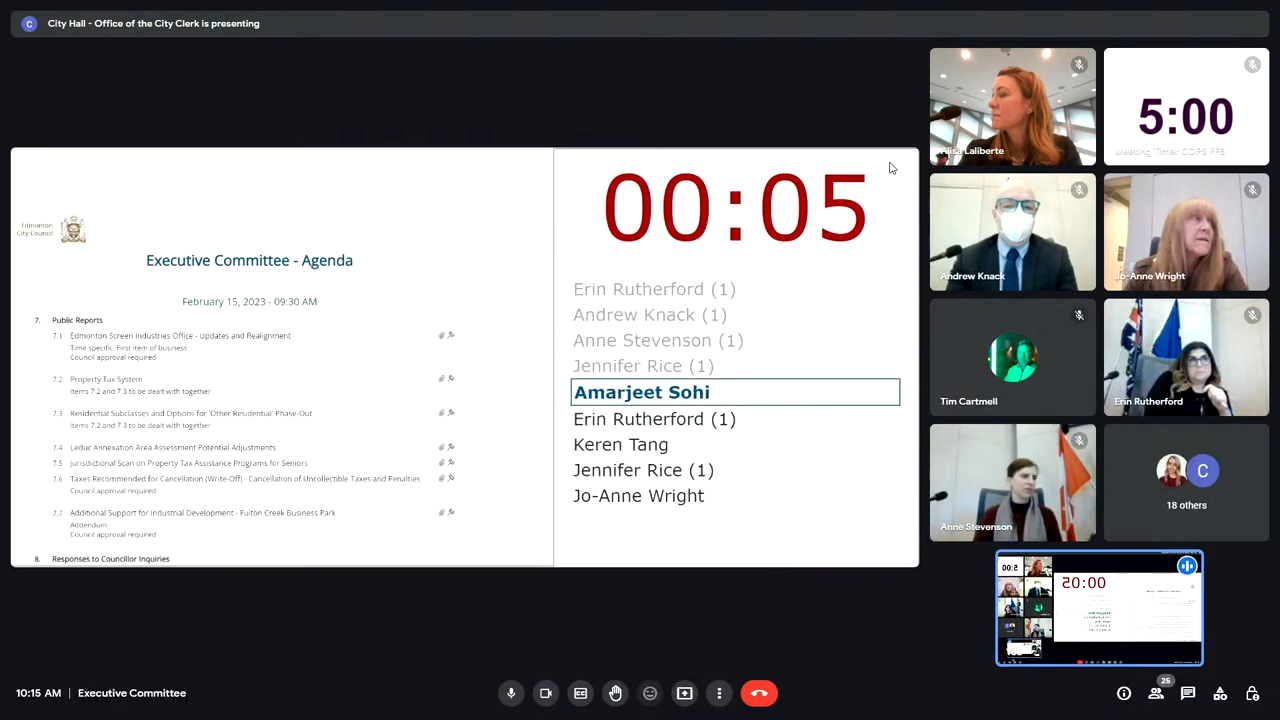 C City Hall - Office of the City Clerk is presenting
Edmonton
City Council
Executive Committee - Agenda
February 15, 2023 - 09:30 AM
7. Public Reports
7.1 Edmonton Screen Industries Office - Updates and Realignment
Time specific: First item of business
Council approval required
7.2 Property Tax System
Items 7.2 and 7.3 to be dealt with together
7.3 Residential Subclasses and Options for 'Other Residential' Phase-Out
Items 7.2 and 7.3 to be dealt with together
7.4 Leduc Annexation Area Assessment Potential Adjustments
7.5 Jurisdictional Scan on Property Tax Assistance Programs for Seniors
7.6 Taxes Recommended for Cancellation (Write-Off) - Cancellation of Uncollectible Taxes and Penalties
Council approval required
7.7 Additional Support for Industrial Development - Fulton Creek Business Park
Addendum
Council approval required
8. Responses to Councillor Inquiries
00:05
Erin Rutherford (1)
Andrew Knack (1)
Anne Stevenson (1)
Jennifer Rice (1)
Amarjeet Sohi
Erin Rutherford (1)
Keren Tang
Jennifer Rice (1)
Jo-Anne Wright
Alisa Laliberte
5:00
Meeting Timer COPS PPS
Andrew Knack
Jo-Anne Wright
Tim Cartmell
Erin Rutherford
Anne Stevenson
C
18 others
5:00
00:05
10:15 AM | Executive Committee
25